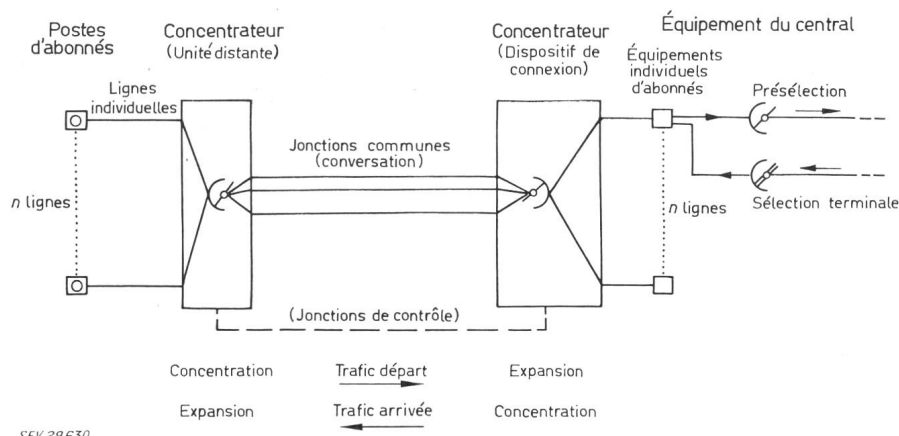 Postes
d'abonnés
Concentrateur
(Unité distante)
Concentrateur
(Dispositif de
connexion)
Équipement du central
Équipements
individuels
d'abonnés
Lignes
individuelles
Présélection
Jonctions communes
(conversation)
n lignes
n lignes
Sélection terminale
(Jonctions de contrôle)
Concentration
Trafic départ
Expansion
Expansion
Trafic arrivée
Concentration